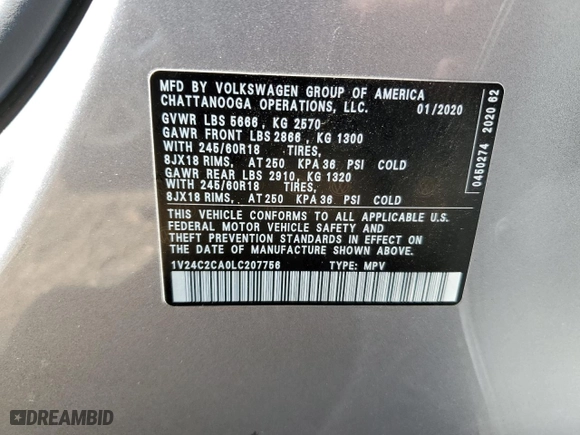 MFD BY VOLKSWAGEN GROUP OF AMERICA
CHATTANOOGA OPERATIONS, LLC. 01/2020
GVWR LBS 5666 , KG 2570
GAWR FRONT LBS 2866 , KG 1300
WITH 245/60R18 TIRES,
8JX18 RIMS, AT 250 KPA 36 PSI COLD
GAWR REAR LBS 2910, KG 1320
WITH 245/60R18 TIRES,
8JX18 RIMS, AT 250 KPA 36 PSI COLD
THIS VEHICLE CONFORMS TO ALL APPLICABLE U.S.
FEDERAL MOTOR VEHICLE SAFETY AND
THEFT PREVENTION STANDARDS IN EFFECT ON
THE DATE OF MANUFACTURE SHOWN ABOVE.
1V24C2CA0LC207756 TYPE: MPV
0450274 2020 62
DREAMBID